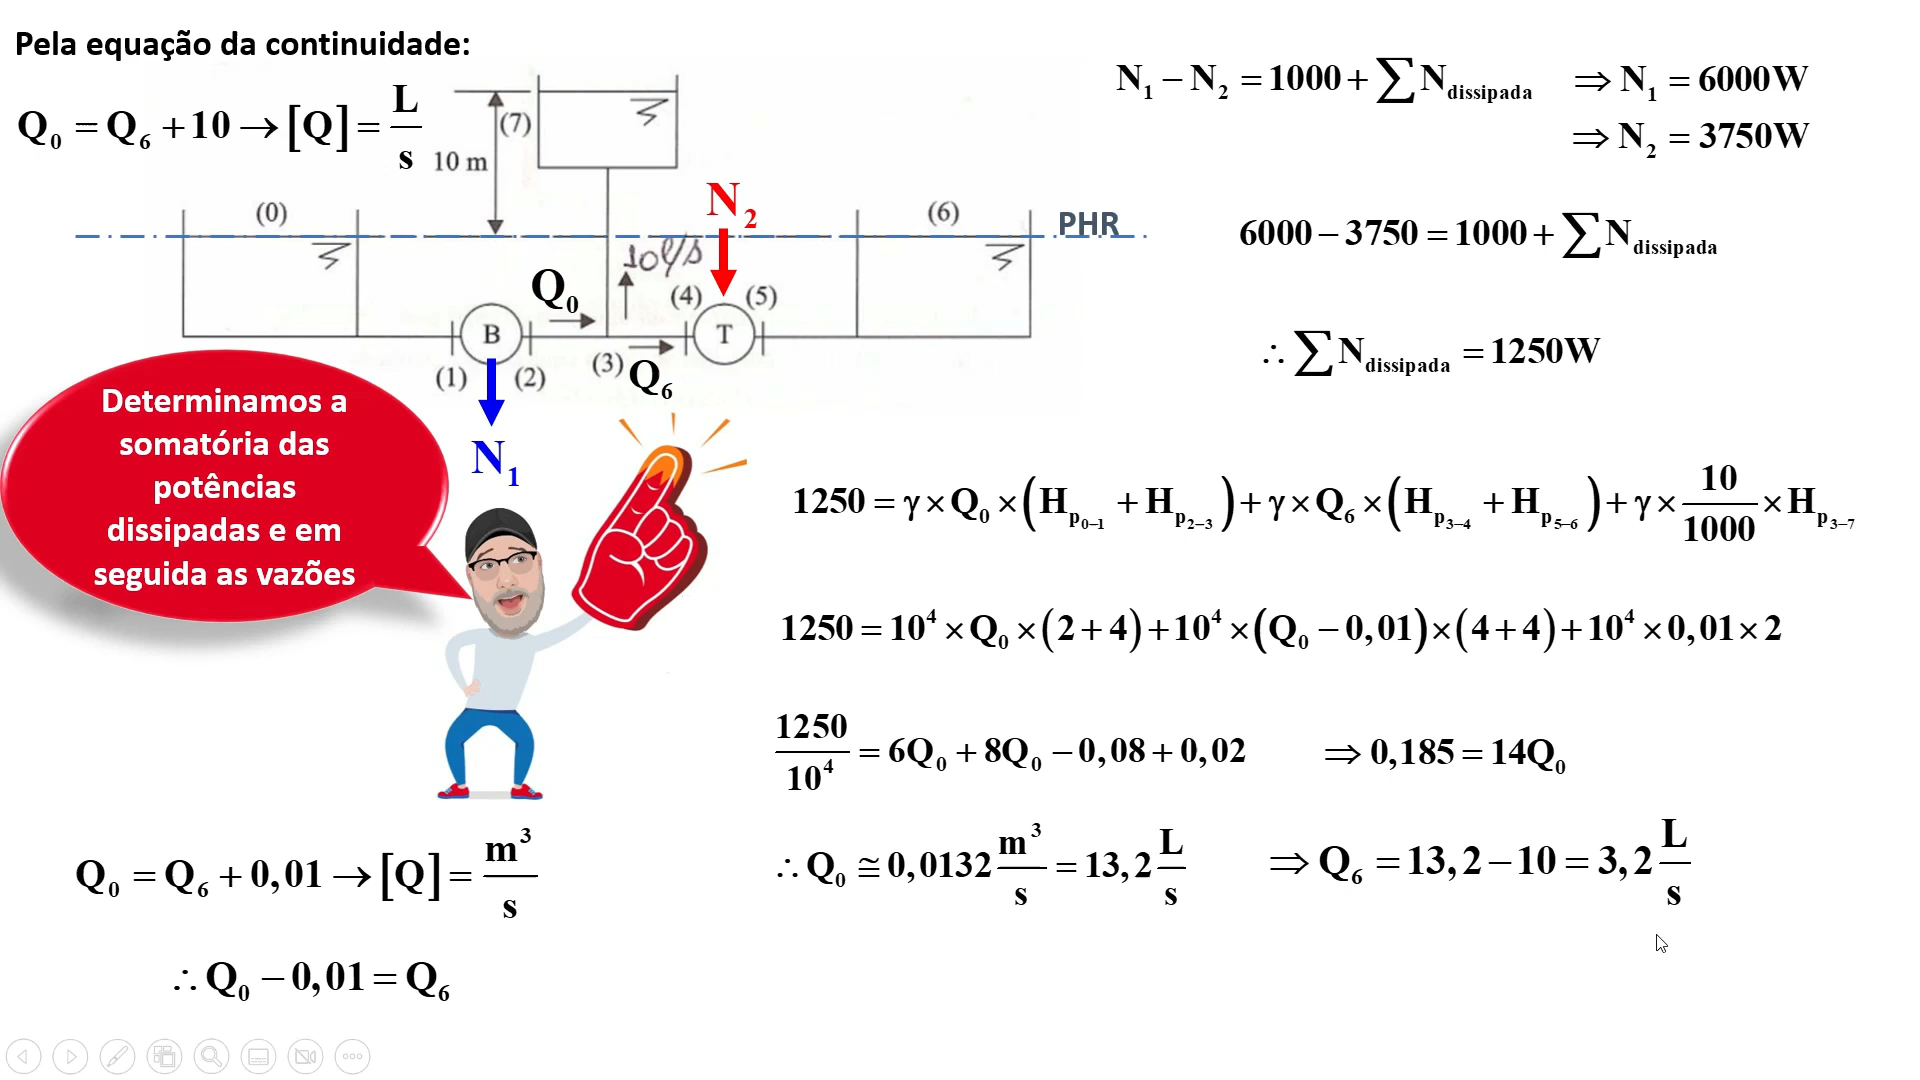 Pela equação da continuidade:
Q₀ = Q₆ + 10 → [Q] = L/s
N₁ − N₂ = 1000 + ∑N_dissipada ⇒ N₁ = 6000W
⇒ N₂ = 3750W
(7)
10 m
N₂
(0)
(6)
PHR
6000 − 3750 = 1000 + ∑N_dissipada
10l/s
Q₀
(4)
(5)
B
T
(1)
(2)
(3)
Q₆
∴ ∑N_dissipada = 1250W
N₁
Determinamos a
somatória das
potências
dissipadas e em
seguida as vazões
1250 = γ × Q₀ × (H_p₀₋₁ + H_p₂₋₃) + γ × Q₆ × (H_p₃₋₄ + H_p₅₋₆) + γ × 10/1000 × H_p₃₋₇
1250 = 10⁴ × Q₀ × (2 + 4) + 10⁴ × (Q₀ − 0,01) × (4 + 4) + 10⁴ × 0,01 × 2
1250/10⁴ = 6Q₀ + 8Q₀ − 0,08 + 0,02 ⇒ 0,185 = 14Q₀
∴ Q₀ ≅ 0,0132 m³/s = 13,2 L/s ⇒ Q₆ = 13,2 − 10 = 3,2 L/s
Q₀ = Q₆ + 0,01 → [Q] = m³/s
∴ Q₀ − 0,01 = Q₆